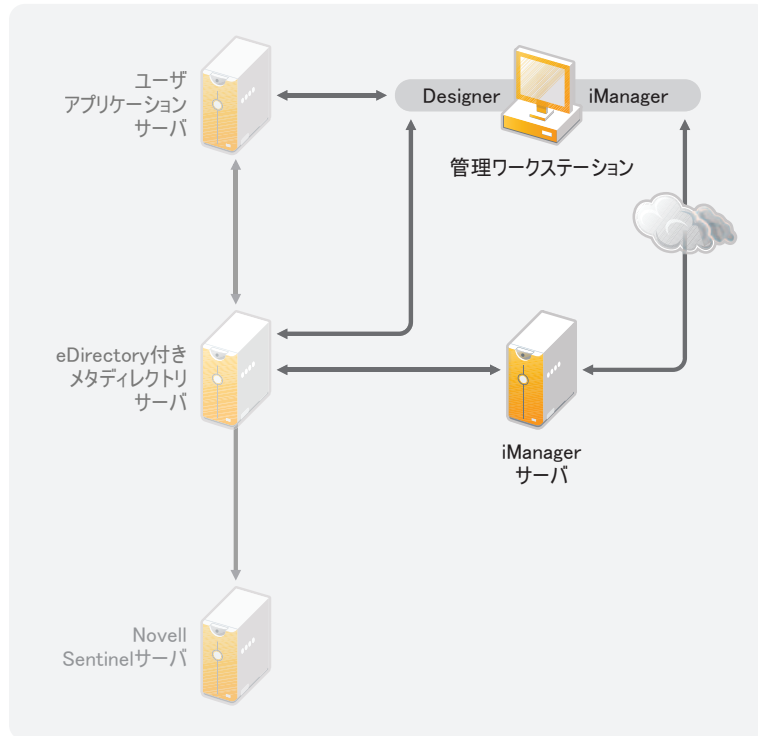 ユーザ
アプリケーション
サーバ
Designer
iManager
管理ワークステーション
eDirectory付き
メタディレクトリ
サーバ
iManager
サーバ
Novell
Sentinelサーバ